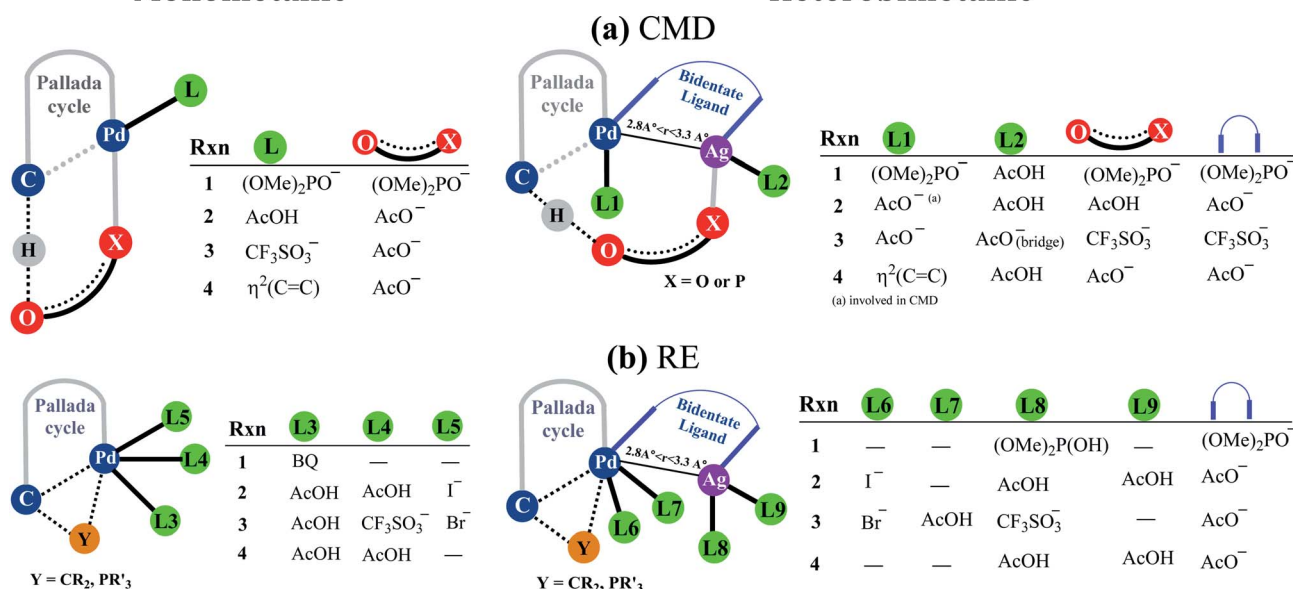 (a) CMD
Pallada
cycle
L
Pd
C
H
X
O
Rxn L O X
1 (OMe)₂PO⁻ (OMe)₂PO⁻
2 AcOH AcO⁻
3 CF₃SO₃⁻ AcO⁻
4 η²(C=C) AcO⁻
Pallada
cycle
Bidentate
Ligand
2.8A°<r<3.3 A°
Pd
Ag
C
L1
L2
H
X
O
X = O or P
Rxn L1 L2 O X
1 (OMe)₂PO⁻ AcOH (OMe)₂PO⁻ (OMe)₂PO⁻
2 AcO⁻ (a) AcOH AcOH AcO⁻
3 AcO⁻ AcO⁻(bridge) CF₃SO₃⁻ CF₃SO₃⁻
4 η²(C=C) AcOH AcO⁻ AcO⁻
(a) involved in CMD
(b) RE
Pallada
cycle
L5
Pd
L4
C
L3
Y
Y = CR₂, PR'₃
Rxn L3 L4 L5
1 BQ — —
2 AcOH AcOH I⁻
3 AcOH CF₃SO₃⁻ Br⁻
4 AcOH AcOH —
Pallada
cycle
Bidentate
Ligand
2.8A°<r<3.3 A°
Pd
Ag
C
L7
L9
L6
Y
L8
Y = CR₂, PR'₃
Rxn L6 L7 L8 L9
1 — — (OMe)₂P(OH) — (OMe)₂PO⁻
2 I⁻ — AcOH AcOH AcO⁻
3 Br⁻ AcOH CF₃SO₃⁻ — AcO⁻
4 — — AcOH AcOH AcO⁻